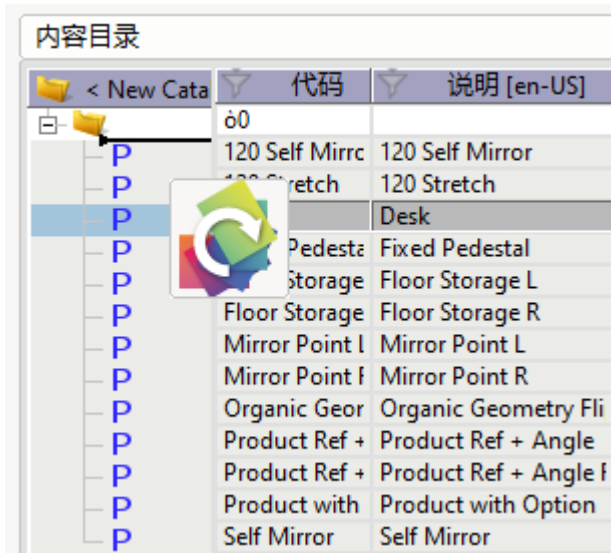 内容目录
< New Cata 代码 说明 [en-US]
ò0
P 120 Self Mirrc 120 Self Mirror
P 120 Stretch 120 Stretch
P Desk
P Pedesta Fixed Pedestal
P Storage Floor Storage L
P Floor Storage Floor Storage R
P Mirror Point L Mirror Point L
P Mirror Point Mirror Point R
P Organic Geor Organic Geometry Fli
P Product Ref + Product Ref + Angle
P Product Ref + Product Ref + Angle
P Product with Product with Option
P Self Mirror Self Mirror